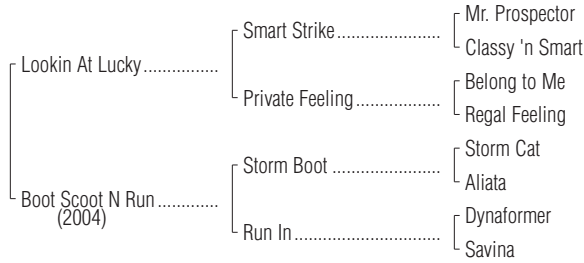 Mr. Prospector
Smart Strike..................
Classy 'n Smart
Lookin At Lucky...............
Belong to Me
Private Feeling...............
Regal Feeling
Storm Cat
Storm Boot ...................
Aliata
Boot Scoot N Run.............
(2004)
Dynaformer
Run In...........................
Savina